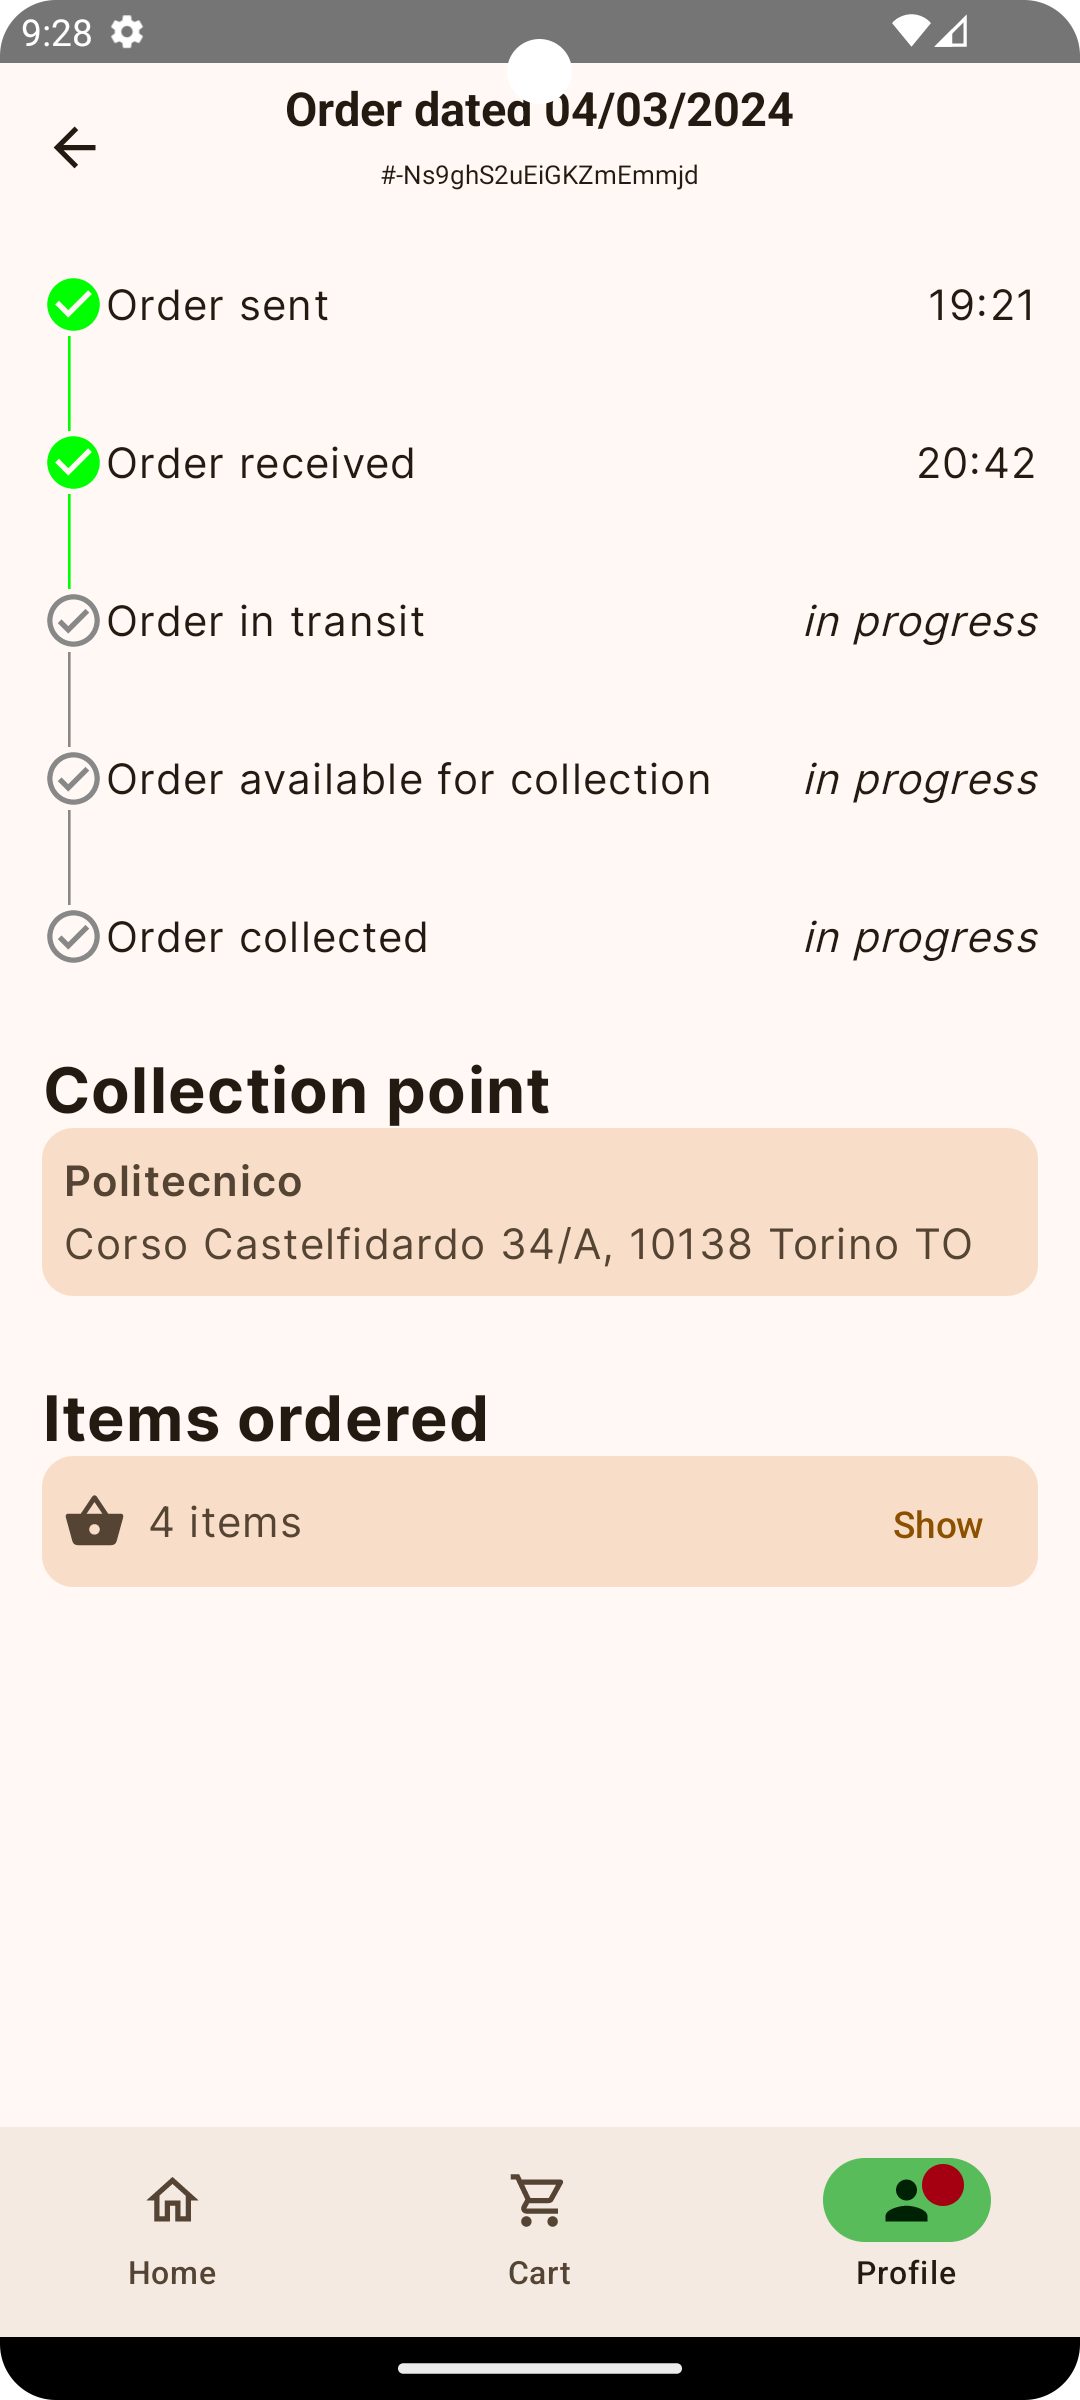 9:28
Order dated 04/03/2024
#-Ns9ghS2uEiGKZmEmmjd
Order sent 19:21
Order received 20:42
Order in transit in progress
Order available for collection in progress
Order collected in progress
Collection point
Politecnico
Corso Castelfidardo 34/A, 10138 Torino TO
Items ordered
4 items Show
Home Cart Profile